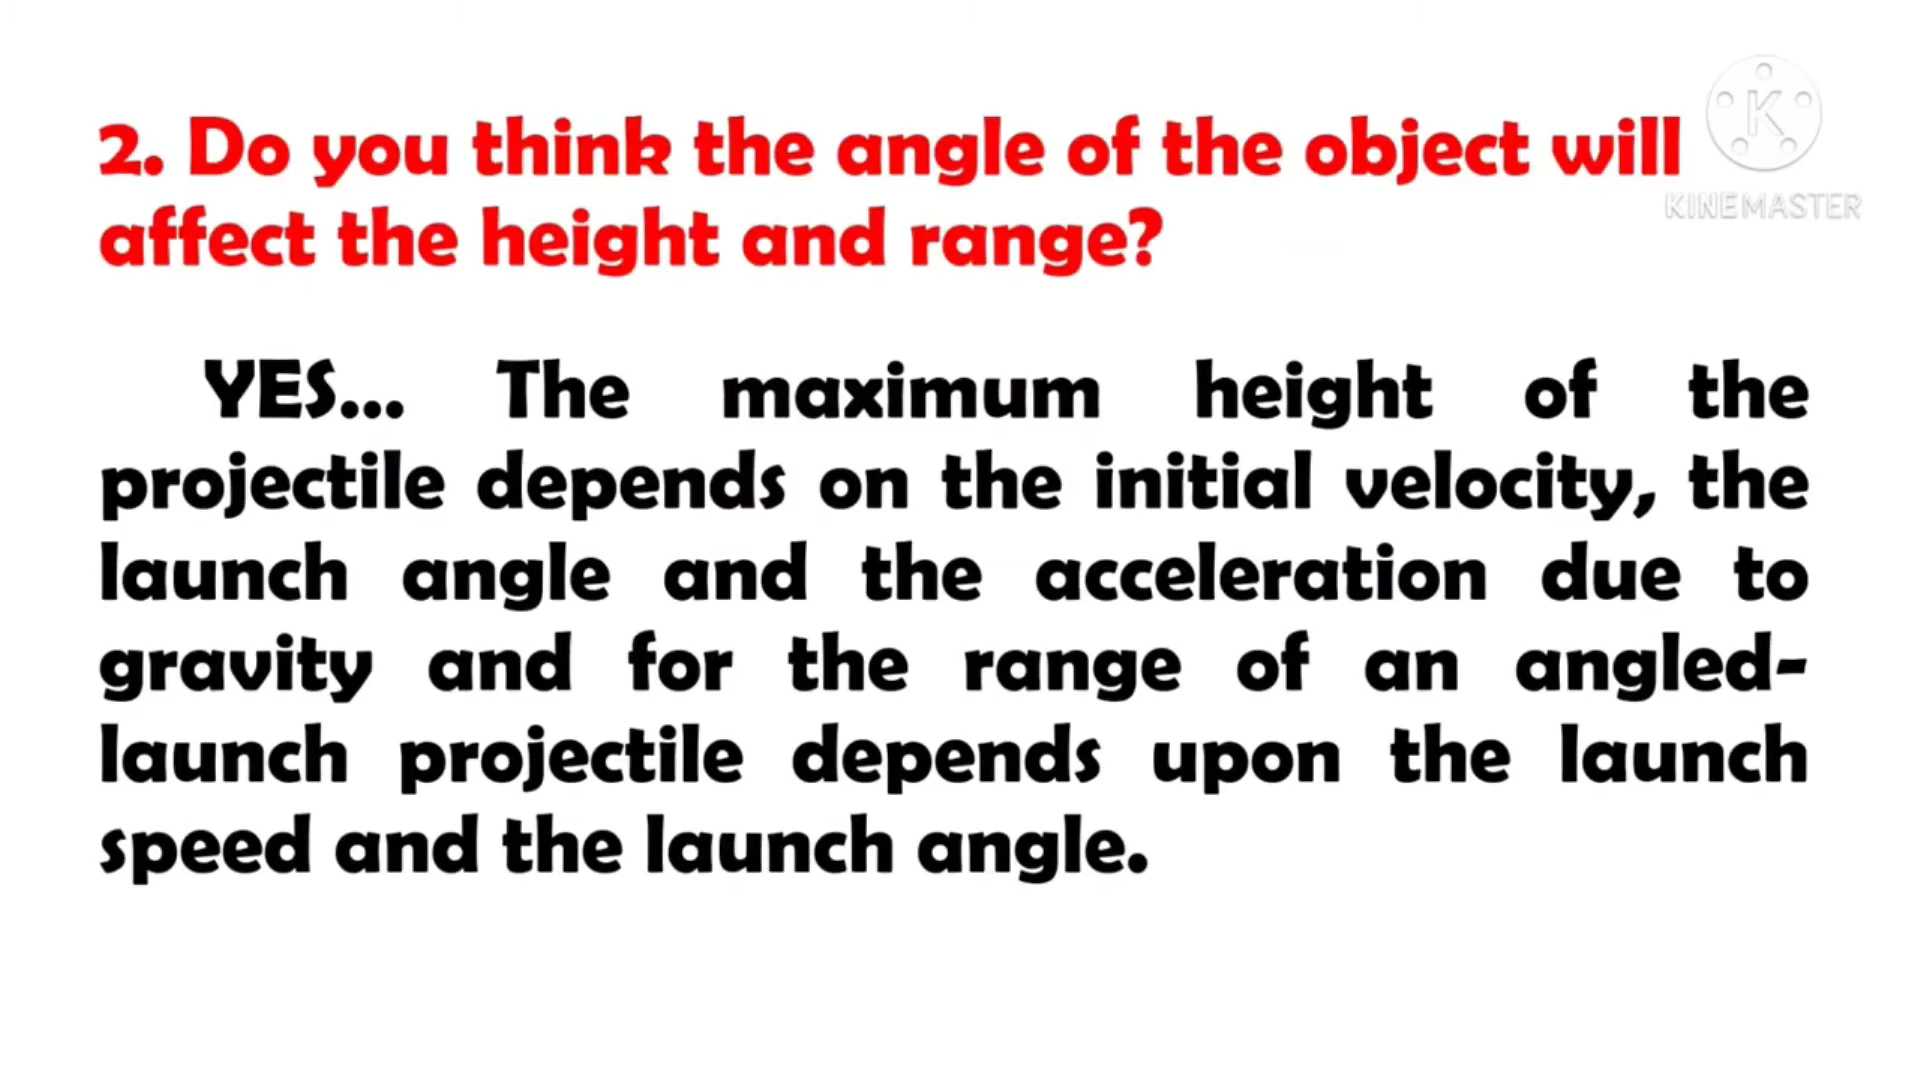 2. Do you think the angle of the object will
affect the height and range?
K
KINEMASTER
YES... The maximum height of the
projectile depends on the initial velocity, the
launch angle and the acceleration due to
gravity and for the range of an angled-
launch projectile depends upon the launch
speed and the launch angle.